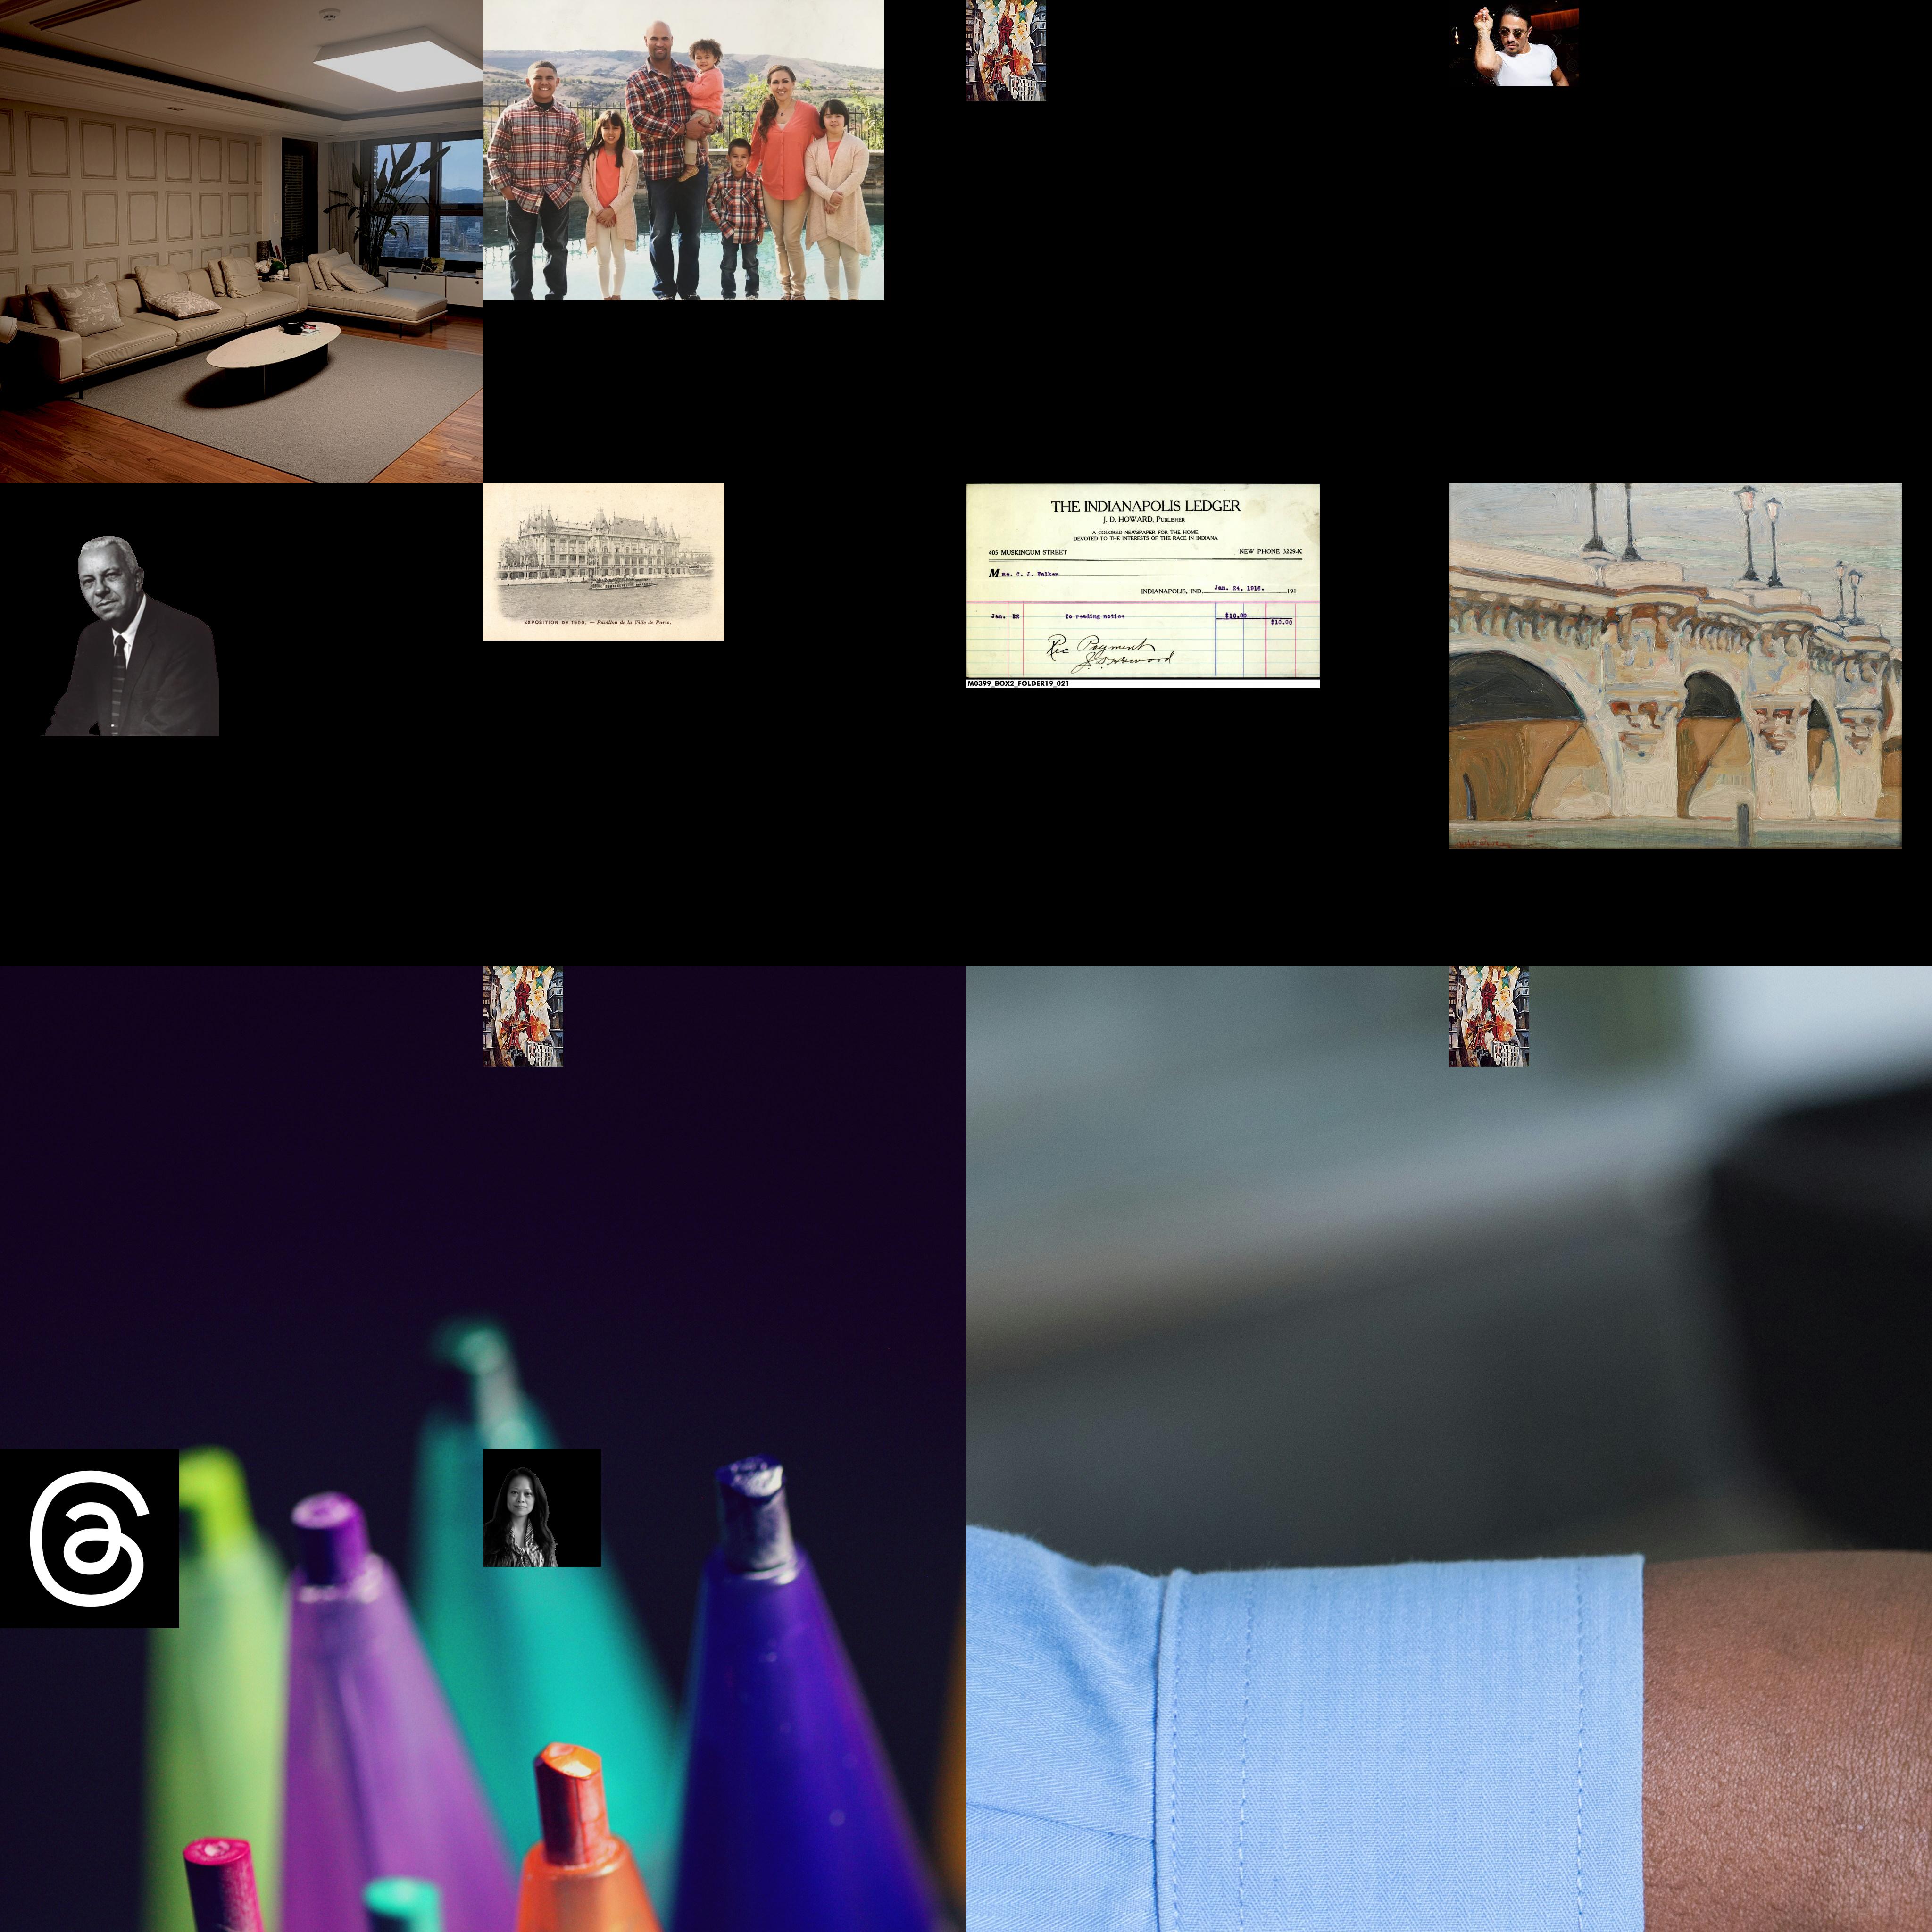 EXPOSITION DE 1900. — Pavillon de la Ville de Paris.
THE INDIANAPOLIS LEDGER
J. D. HOWARD, PUBLISHER
A COLORED NEWSPAPER FOR THE HOME
DEVOTED TO THE INTERESTS OF THE RACE IN INDIANA
405 MUSKINGUM STREET NEW PHONE 3229-K
Mme. C. J. Walker
INDIANAPOLIS, IND. Jan. 24, 1916. 191
Jan. 22 To reading notice $10.00
$10.00
Rec Payment
M0399_BOX2_FOLDER19_021